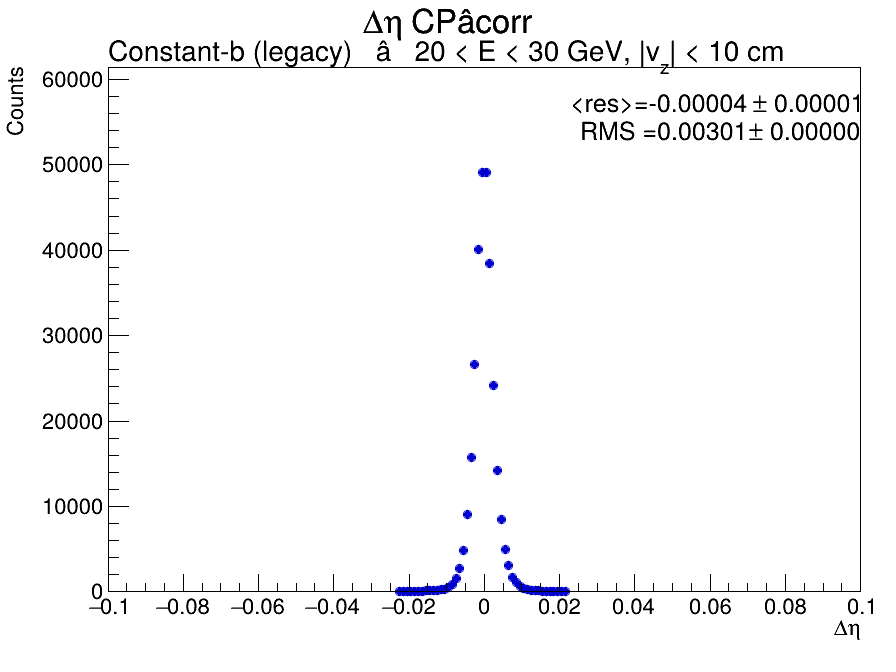 Δη CPâcorr
Constant-b (legacy) â 20 < E < 30 GeV, |v_z| < 10 cm
Counts
<res>=-0.00004 ± 0.00001
RMS =0.00301± 0.00000
60000
50000
40000
30000
20000
10000
0
−0.1 −0.08 −0.06 −0.04 −0.02 0 0.02 0.04 0.06 0.08 0.1
Δη